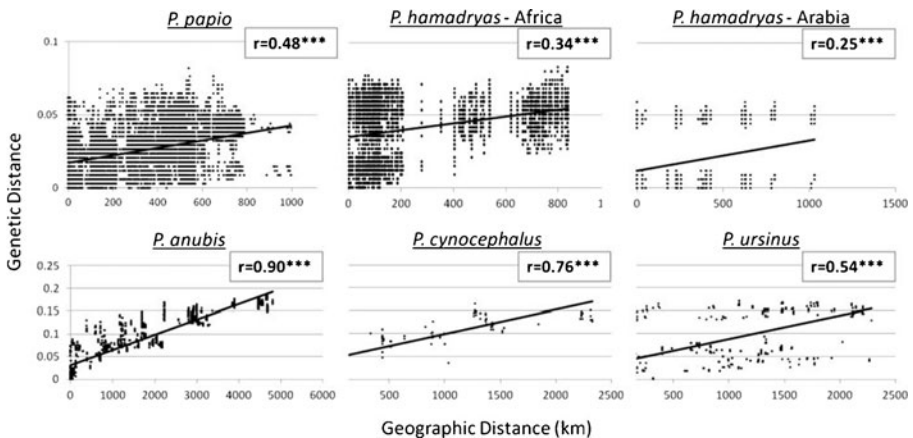 P. papio
P. hamadryas - Africa
P. hamadryas - Arabia
r=0.48***
r=0.34***
r=0.25***
0.1
0.05
0
0 200 400 600 800 1000
0 200 400 600 800 1
0 500 1000 1500
Genetic Distance
P. anubis
P. cynocephalus
P. ursinus
r=0.90***
r=0.76***
r=0.54***
0.25
0.2
0.15
0.1
0.05
0
0 1000 2000 3000 4000 5000 6000
200 500 1000 1500 2000 2500
200 500 1000 1500 2000 2500
Geographic Distance (km)